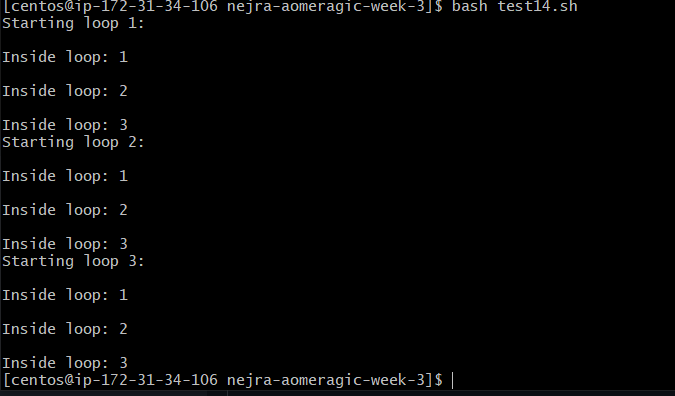 [centos@ip-172-31-34-106 nejra-aomeragic-week-3]$ bash test14.sh
Starting loop 1:
Inside loop: 1
Inside loop: 2
Inside loop: 3
Starting loop 2:
Inside loop: 1
Inside loop: 2
Inside loop: 3
Starting loop 3:
Inside loop: 1
Inside loop: 2
Inside loop: 3
[centos@ip-172-31-34-106 nejra-aomeragic-week-3]$